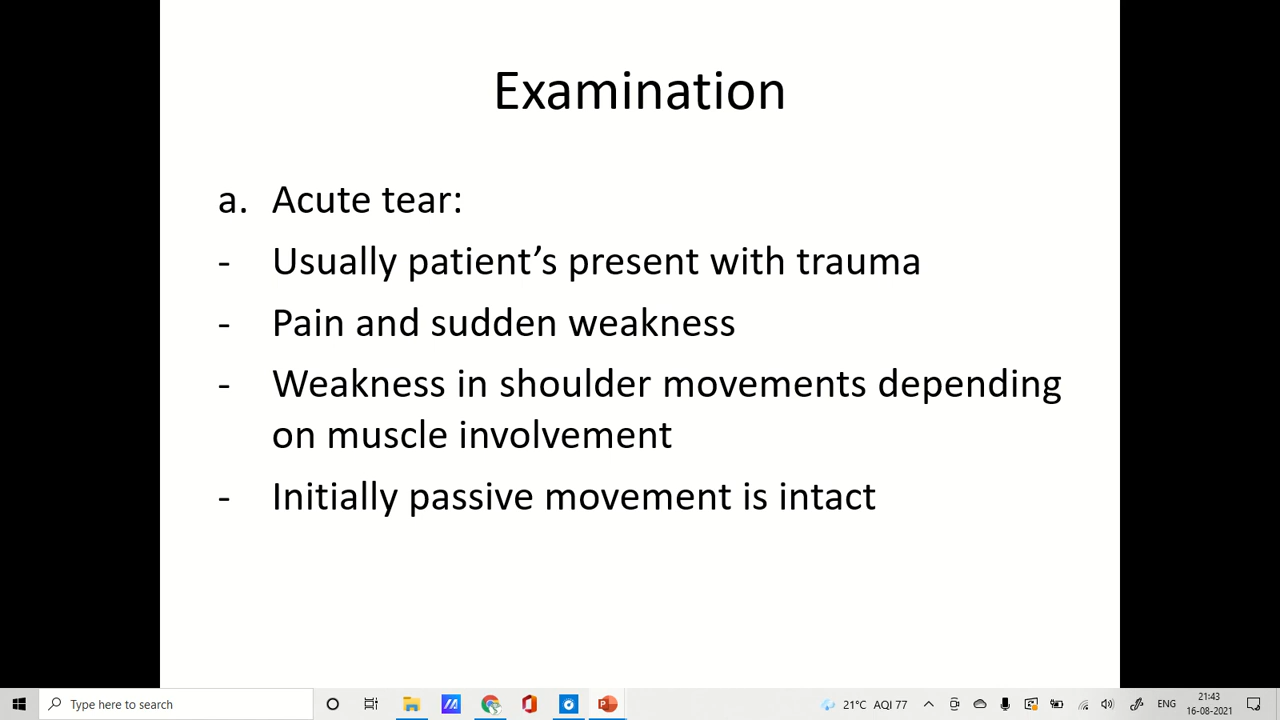 Examination
a. Acute tear:
- Usually patient’s present with trauma
- Pain and sudden weakness
- Weakness in shoulder movements depending
on muscle involvement
- Initially passive movement is intact
Type here to search
21°C AQI 77
ENG
21:43
16-08-2021